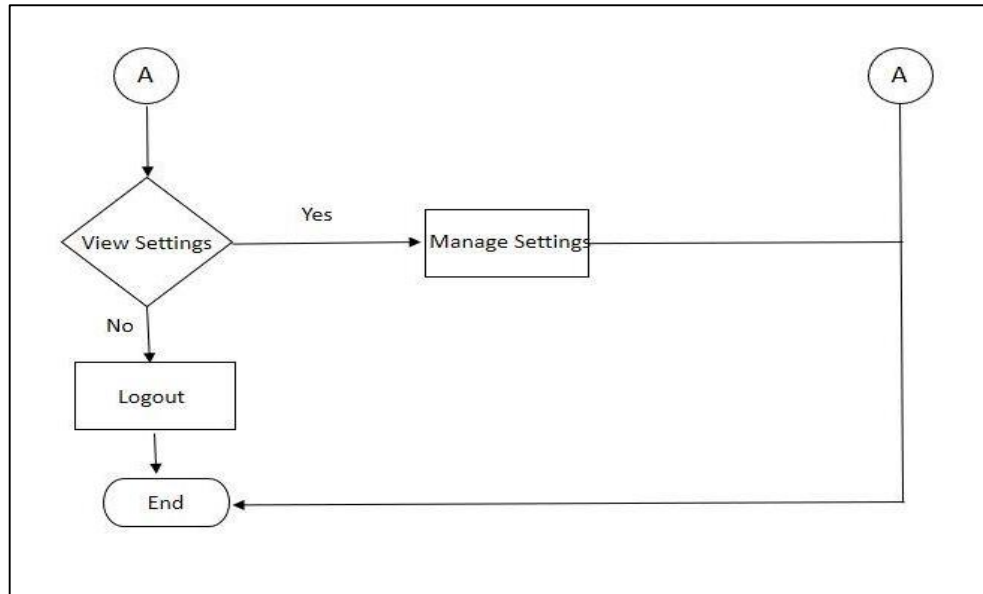 A
A
Yes
View Settings
Manage Settings
No
Logout
End